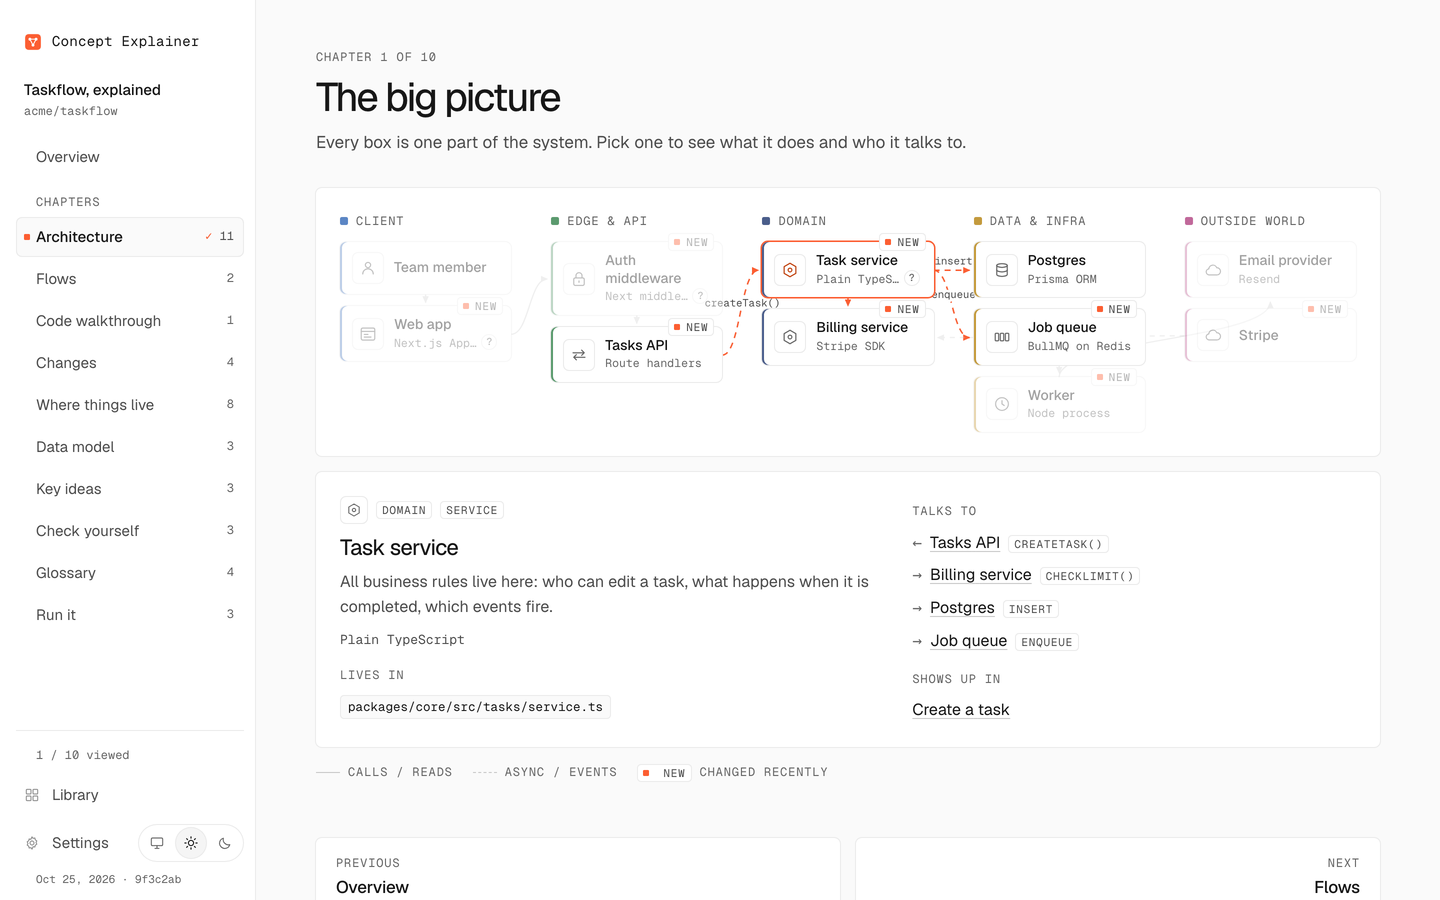 Concept Explainer
Taskflow, explained
acme/taskflow
Overview
CHAPTERS
Architecture ✓ 11
Flows 2
Code walkthrough 1
Changes 4
Where things live 8
Data model 3
Key ideas 3
Check yourself 3
Glossary 4
Run it 3
1 / 10 viewed
Library
Settings
Oct 25, 2026 · 9f3c2ab
CHAPTER 1 OF 10
The big picture
Every box is one part of the system. Pick one to see what it does and who it talks to.
CLIENT
Team member
NEW
Web app
Next.js App… ?
EDGE & API
NEW
Auth
middleware
Next middle… ?
createTask()
NEW
Tasks API
Route handlers
DOMAIN
NEW
Task service
Plain TypeS… ?
insert
enqueue
NEW
Billing service
Stripe SDK
DATA & INFRA
Postgres
Prisma ORM
NEW
Job queue
BullMQ on Redis
NEW
Worker
Node process
OUTSIDE WORLD
Email provider
Resend
NEW
Stripe
DOMAIN SERVICE
Task service
All business rules live here: who can edit a task, what happens when it is
completed, which events fire.
Plain TypeScript
LIVES IN
packages/core/src/tasks/service.ts
TALKS TO
← Tasks API CREATETASK()
→ Billing service CHECKLIMIT()
→ Postgres INSERT
→ Job queue ENQUEUE
SHOWS UP IN
Create a task
CALLS / READS ASYNC / EVENTS NEW CHANGED RECENTLY
PREVIOUS
Overview
NEXT
Flows